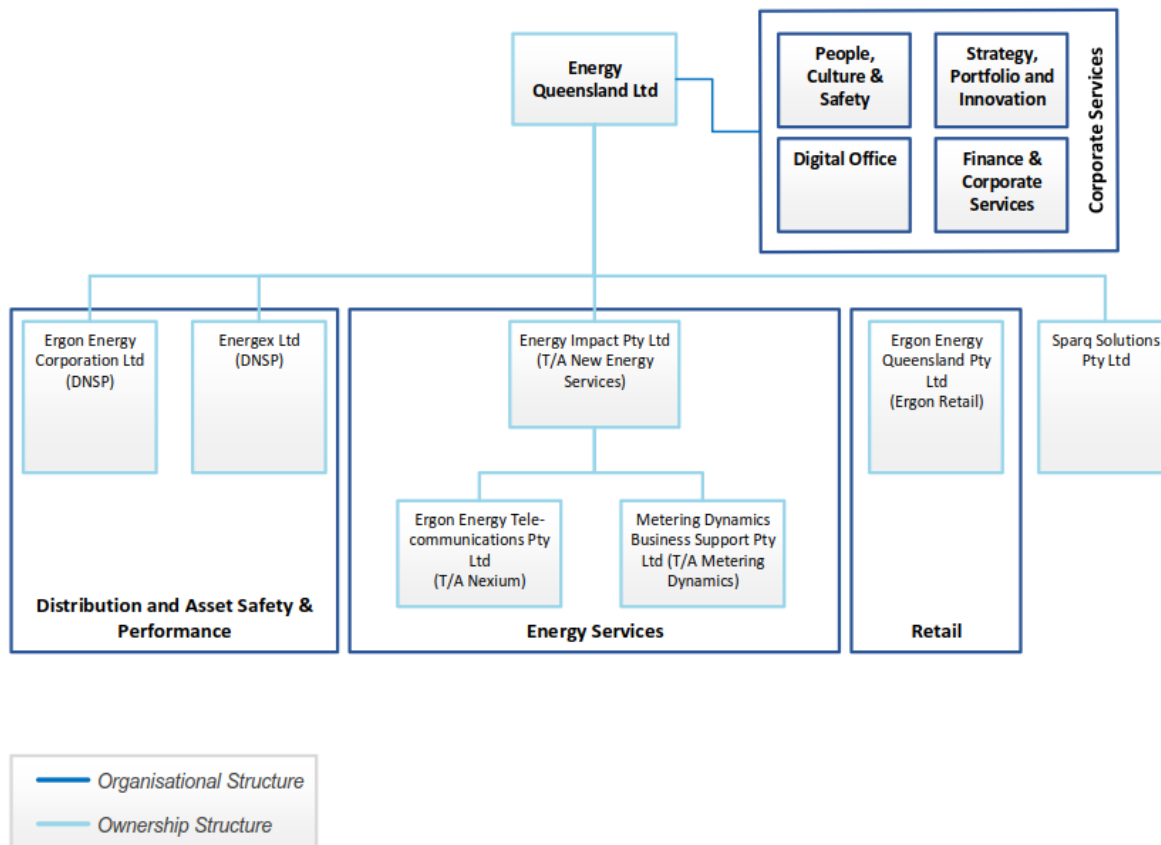 Energy
Queensland Ltd
People,
Culture &
Safety
Strategy,
Portfolio and
Innovation
Digital Office
Finance &
Corporate
Services
Corporate Services
Ergon Energy
Corporation Ltd
(DNSP)
Energex Ltd
(DNSP)
Energy Impact Pty Ltd
(T/A New Energy
Services)
Ergon Energy
Queensland Pty
Ltd
(Ergon Retail)
Sparq Solutions
Pty Ltd
Ergon Energy Tele-
communications Pty
Ltd
(T/A Nexium)
Metering Dynamics
Business Support Pty
Ltd (T/A Metering
Dynamics)
Distribution and Asset Safety &
Performance
Energy Services
Retail
Organisational Structure
Ownership Structure